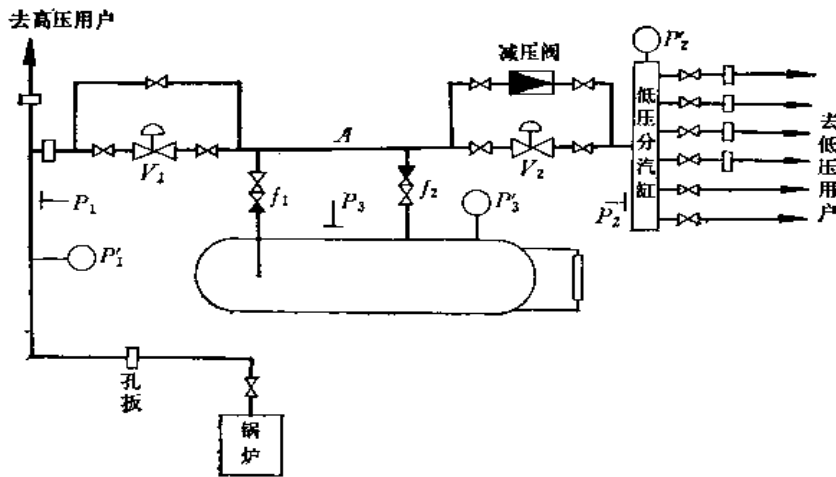 去高压用户
减压阀
P'₂
V₁
A
V₂
低压分汽缸
去低压用户
P₁
f₁
P₃
f₂
P'₃
P₂
P'₁
孔板
锅炉